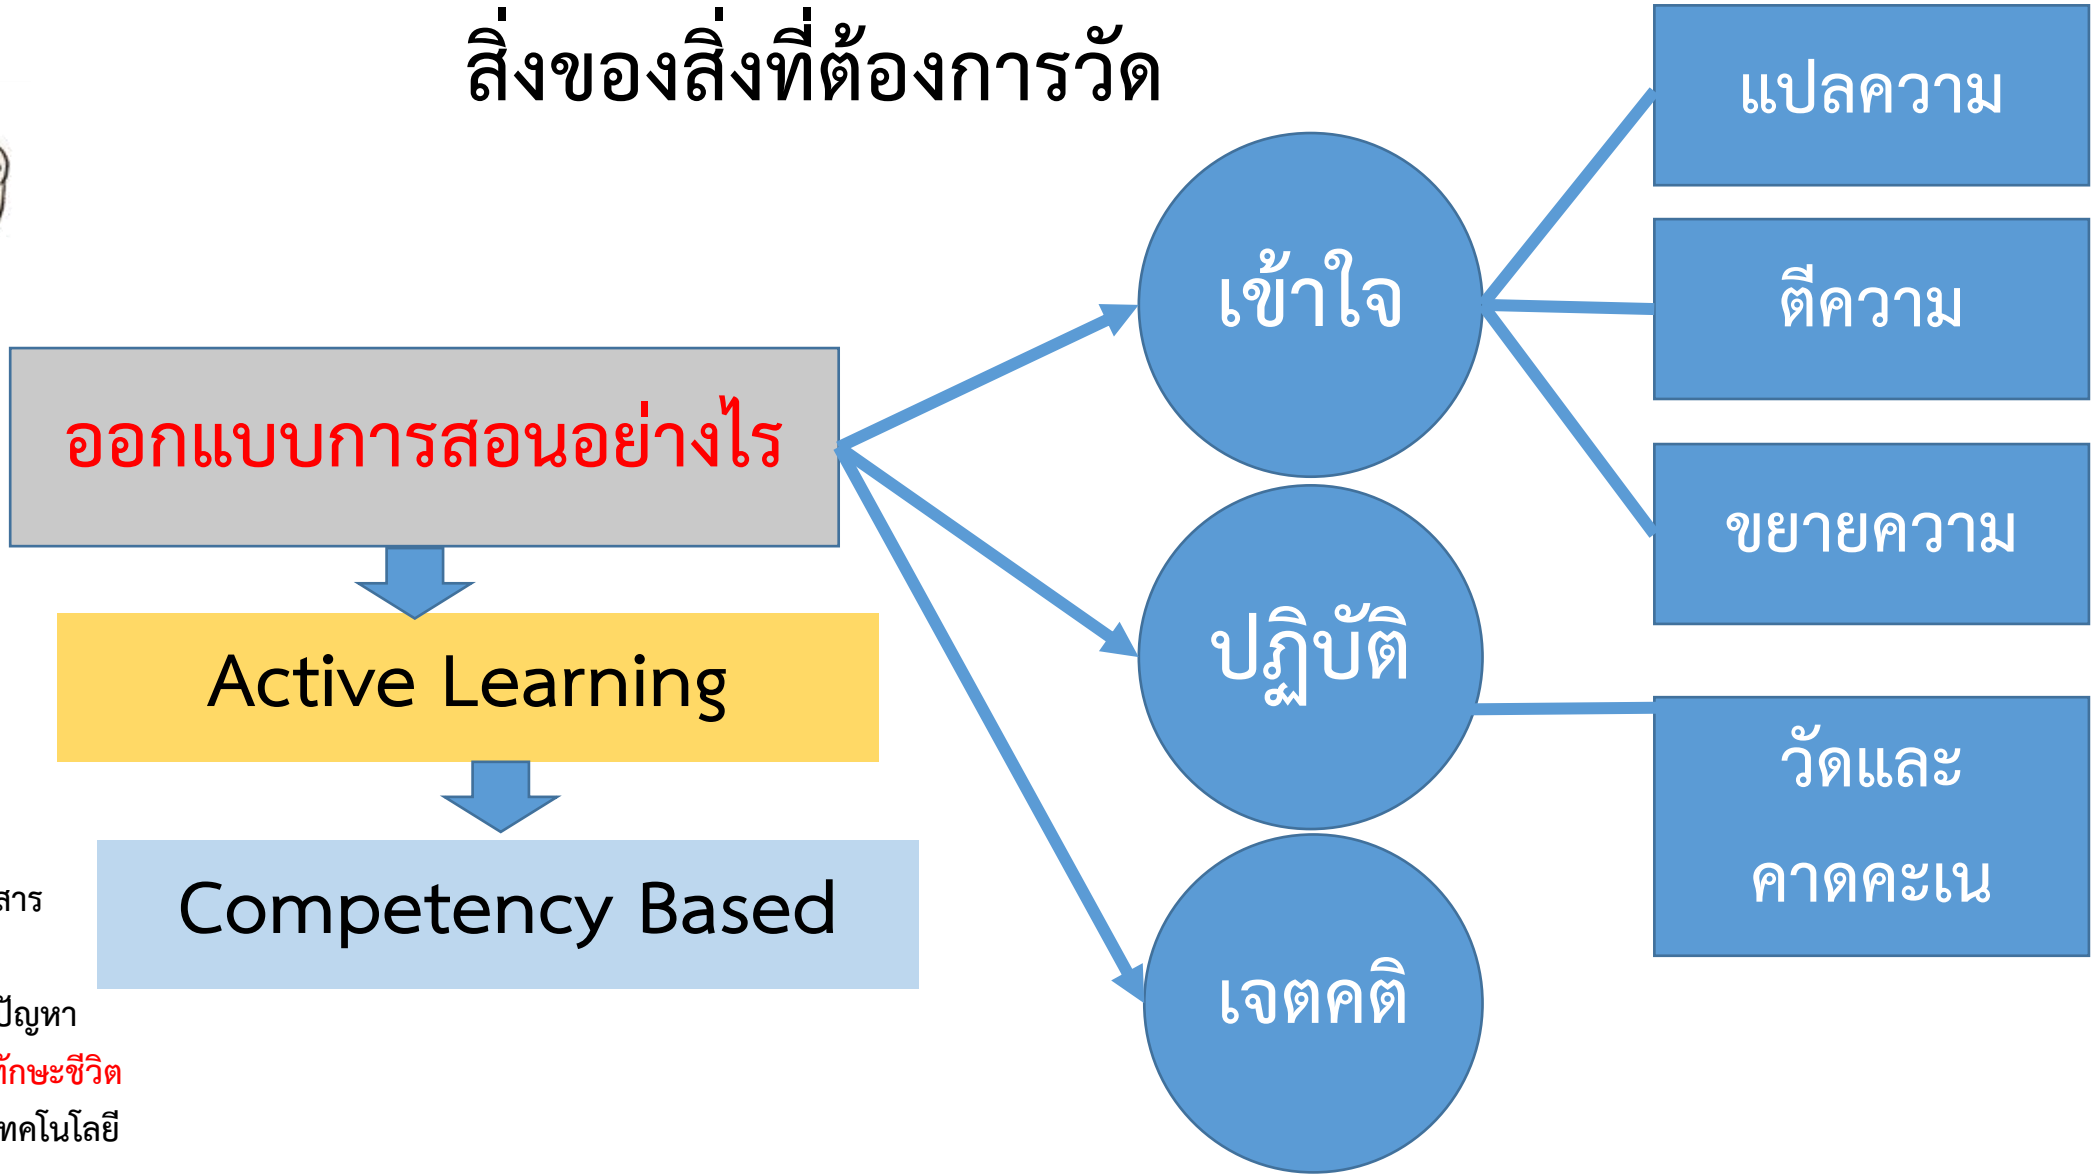 สิ่งของสิ่งที่ต้องการวัด
แปลความ
เข้าใจ
ตีความ
ออกแบบการสอนอย่างไร
ขยายความ
Active Learning
ปฏิบัติ
วัดและ
คาดคะเน
Competency Based
เจตคติ
สาร
ปัญหา
ทักษะชีวิต
ทคโนโลยี